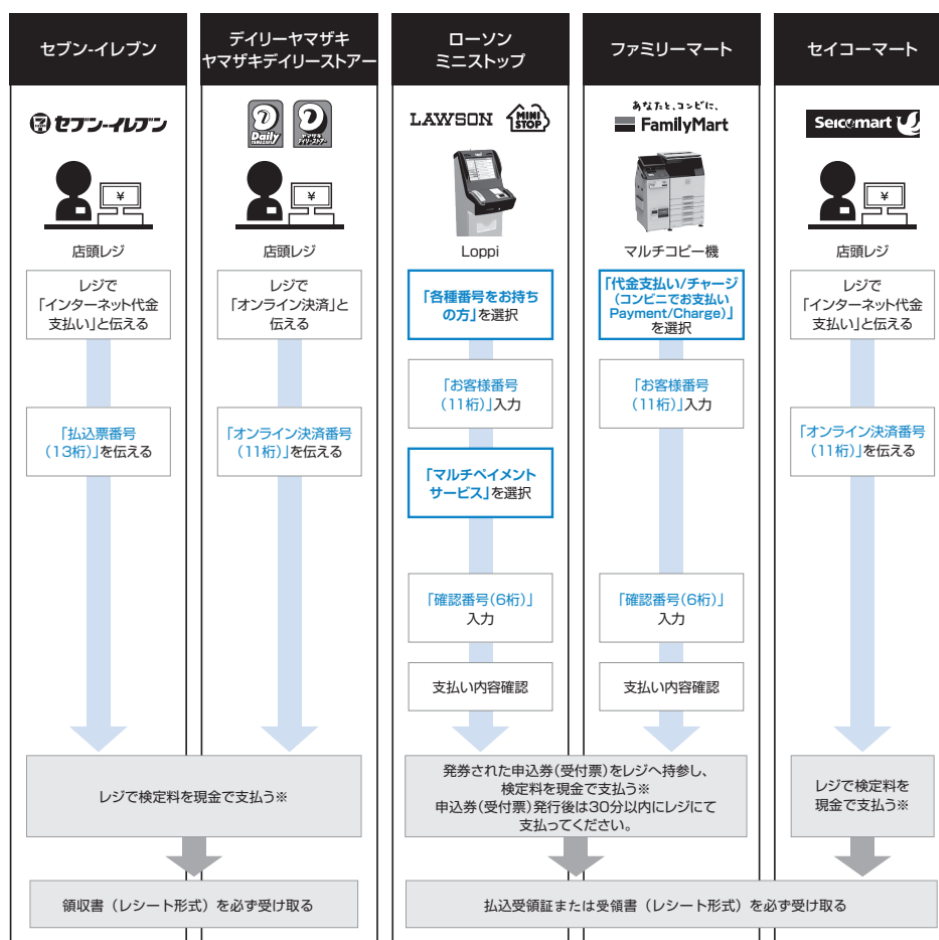 セブン-イレブン
デイリーヤマザキ
ヤマザキデイリーストアー
ローソン
ミニストップ
ファミリーマート
セイコーマート
セブン-イレブン
Daily
ヤマザキ
デイリーストアー
LAWSON
MINI
STOP
あなたと、コンビに、
FamilyMart
Seicomart
¥
¥
¥
店頭レジ
店頭レジ
Loppi
マルチコピー機
店頭レジ
レジで
「インターネット代金
支払い」と伝える
レジで
「オンライン決済」と
伝える
「各種番号をお持ち
の方」を選択
「代金支払い/チャージ
(コンビニでお支払い
Payment/Charge)」
を選択
レジで
「インターネット代金
支払い」と伝える
「お客様番号
(11桁)」入力
「お客様番号
(11桁)」入力
「払込票番号
(13桁)」を伝える
「オンライン決済番号
(11桁)」を伝える
「マルチペイメント
サービス」を選択
「オンライン決済番号
(11桁)」を伝える
「確認番号(6桁)」
入力
「確認番号(6桁)」
入力
支払い内容確認
支払い内容確認
レジで検定料を現金で支払う※
発券された申込券(受付票)をレジへ持参し、
検定料を現金で支払う※
申込券(受付票)発行後は30分以内にレジにて
支払ってください。
レジで検定料を
現金で支払う※
領収書（レシート形式）を必ず受け取る
払込受領証または受領書（レシート形式）を必ず受け取る